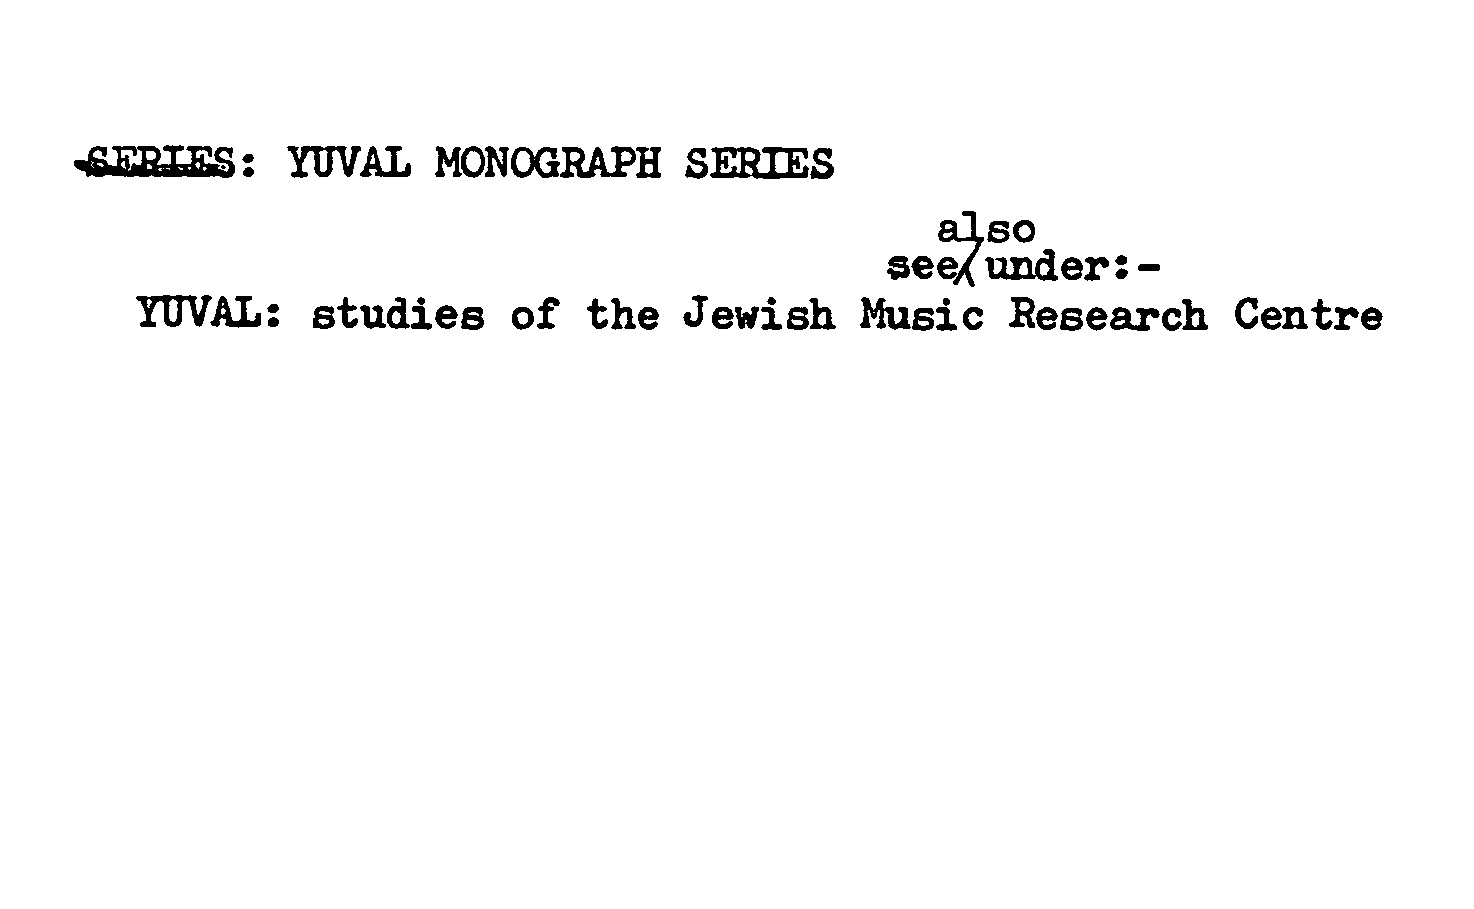 SERIES: YUVAL MONOGRAPH SERIES
also
see/under:-
YUVAL: studies of the Jewish Music Research Centre